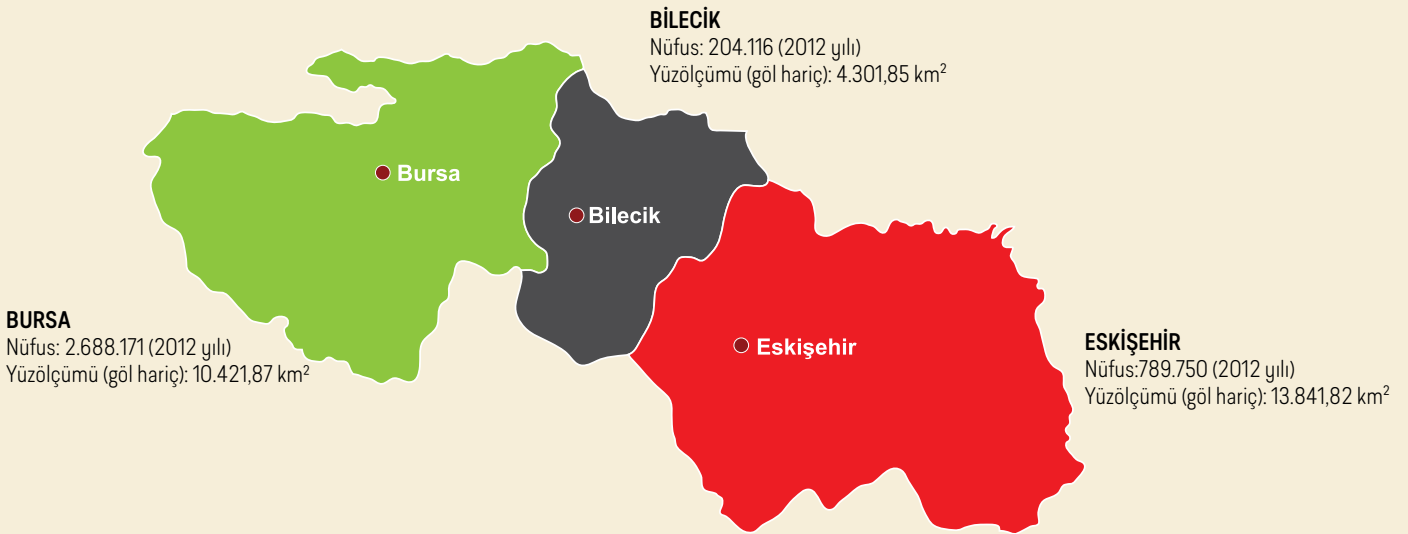 BİLECİK
Nüfus: 204.116 (2012 yılı)
Yüzölçümü (göl hariç): 4.301,85 km²
Bursa
Bilecik
BURSA
Nüfus: 2.688.171 (2012 yılı)
Yüzölçümü (göl hariç): 10.421,87 km²
Eskişehir
ESKİŞEHİR
Nüfus:789.750 (2012 yılı)
Yüzölçümü (göl hariç): 13.841,82 km²